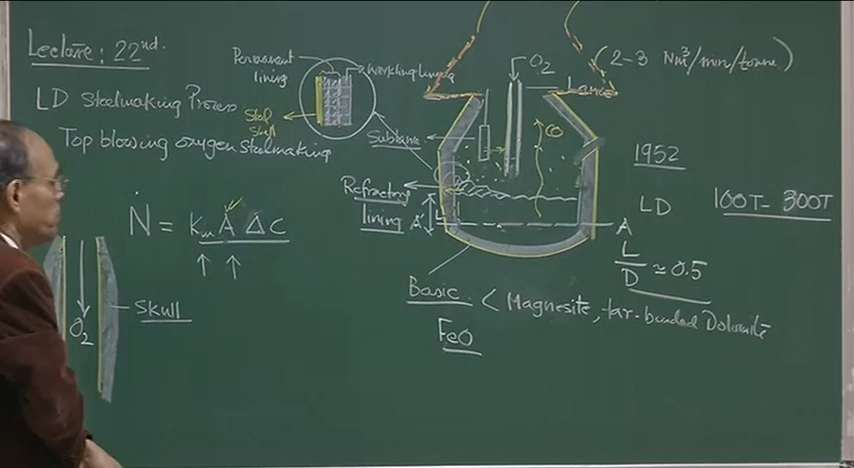 Lecture: 22nd.
LD Steelmaking Process
Top blowing oxygen steelmaking
Permanent lining
Working lining
Steel Shell
O2
(2-3 Nm³/min/tonne)
Lance
Sublance
CO
Refractory lining
A' A
1952
LD 100T - 300T
L/D ≃ 0.5
Ṅ = km A ΔC
O2
Skull
Basic < Magnesite, tar-bonded Dolomite
FeO